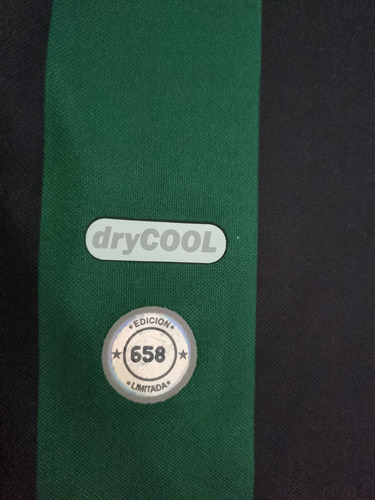 dryCOOL
EDICION
658
LIMITADA